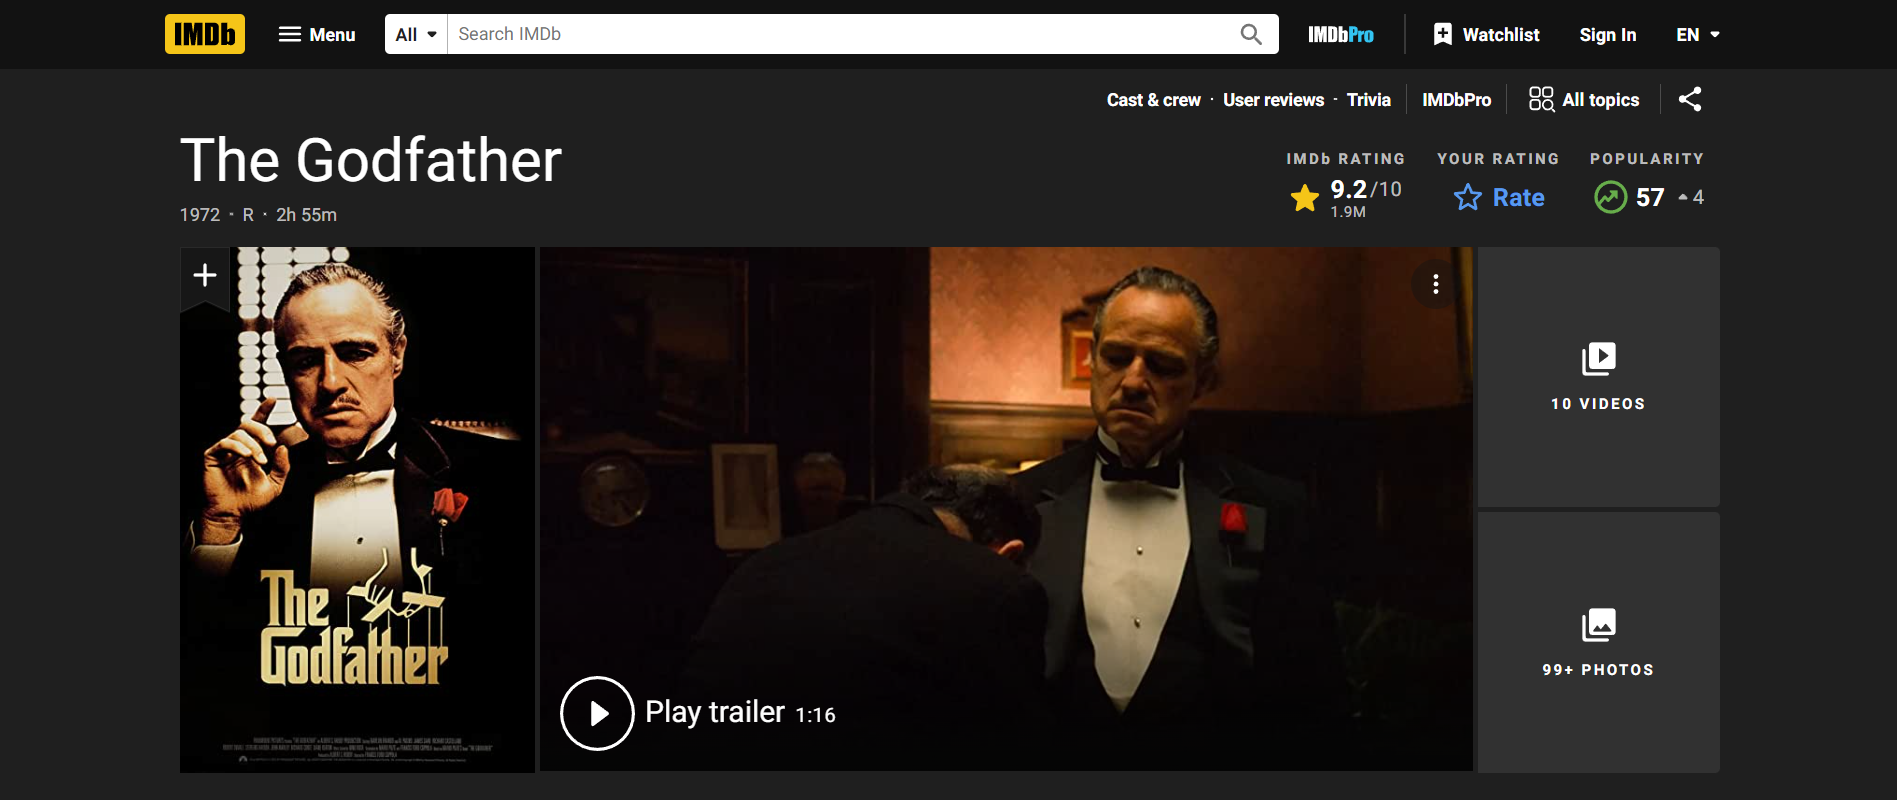 IMDb Menu All Search IMDb IMDbPro Watchlist Sign In EN
Cast & crew · User reviews · Trivia IMDbPro All topics
The Godfather
1972 · R · 2h 55m
IMDb RATING YOUR RATING POPULARITY
9.2/10 Rate 57 4
1.9M
The
Godfather
Play trailer 1:16
10 VIDEOS
99+ PHOTOS